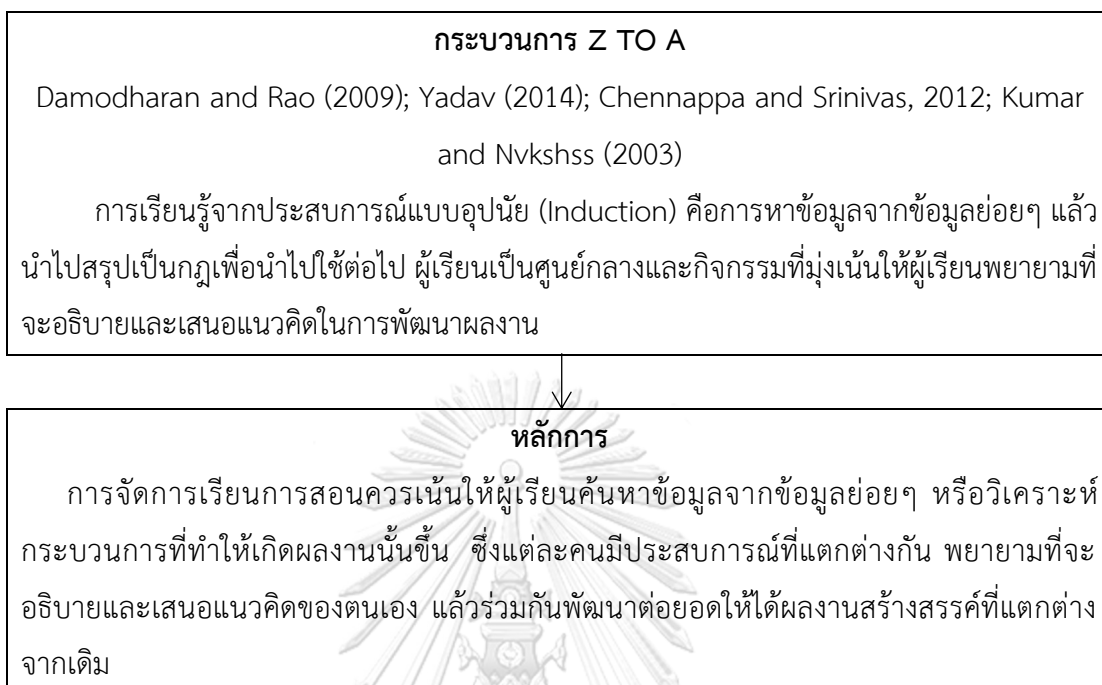 กระบวนการ Z TO A
Damodharan and Rao (2009); Yadav (2014); Chennappa and Srinivas, 2012; Kumar
and Nvkshss (2003)
การเรียนรู้จากประสบการณ์แบบอุปนัย (Induction) คือการหาข้อมูลจากข้อมูลย่อยๆ แล้ว
นำไปสรุปเป็นกฎเพื่อนำไปใช้ต่อไป ผู้เรียนเป็นศูนย์กลางและกิจกรรมที่มุ่งเน้นให้ผู้เรียนพยายามที่
จะอธิบายและเสนอแนวคิดในการพัฒนาผลงาน
หลักการ
การจัดการเรียนการสอนควรเน้นให้ผู้เรียนค้นหาข้อมูลจากข้อมูลย่อยๆ หรือวิเคราะห์
กระบวนการที่ทำให้เกิดผลงานนั้นขึ้น ซึ่งแต่ละคนมีประสบการณ์ที่แตกต่างกัน พยายามที่จะ
อธิบายและเสนอแนวคิดของตนเอง แล้วร่วมกันพัฒนาต่อยอดให้ได้ผลงานสร้างสรรค์ที่แตกต่าง
จากเดิม